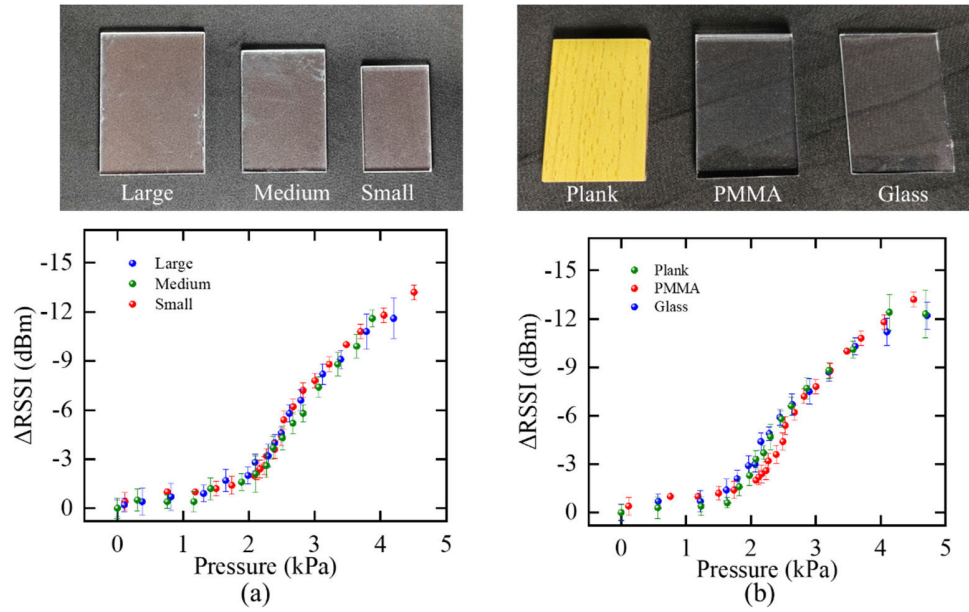 Large Medium Small
Plank PMMA Glass
-15
-12
-9
-6
-3
0
ΔRSSI (dBm)
Large
Medium
Small
0 1 2 3 4 5
Pressure (kPa)
(a)
-15
-12
-9
-6
-3
0
ΔRSSI (dBm)
Plank
PMMA
Glass
0 1 2 3 4 5
Pressure (kPa)
(b)